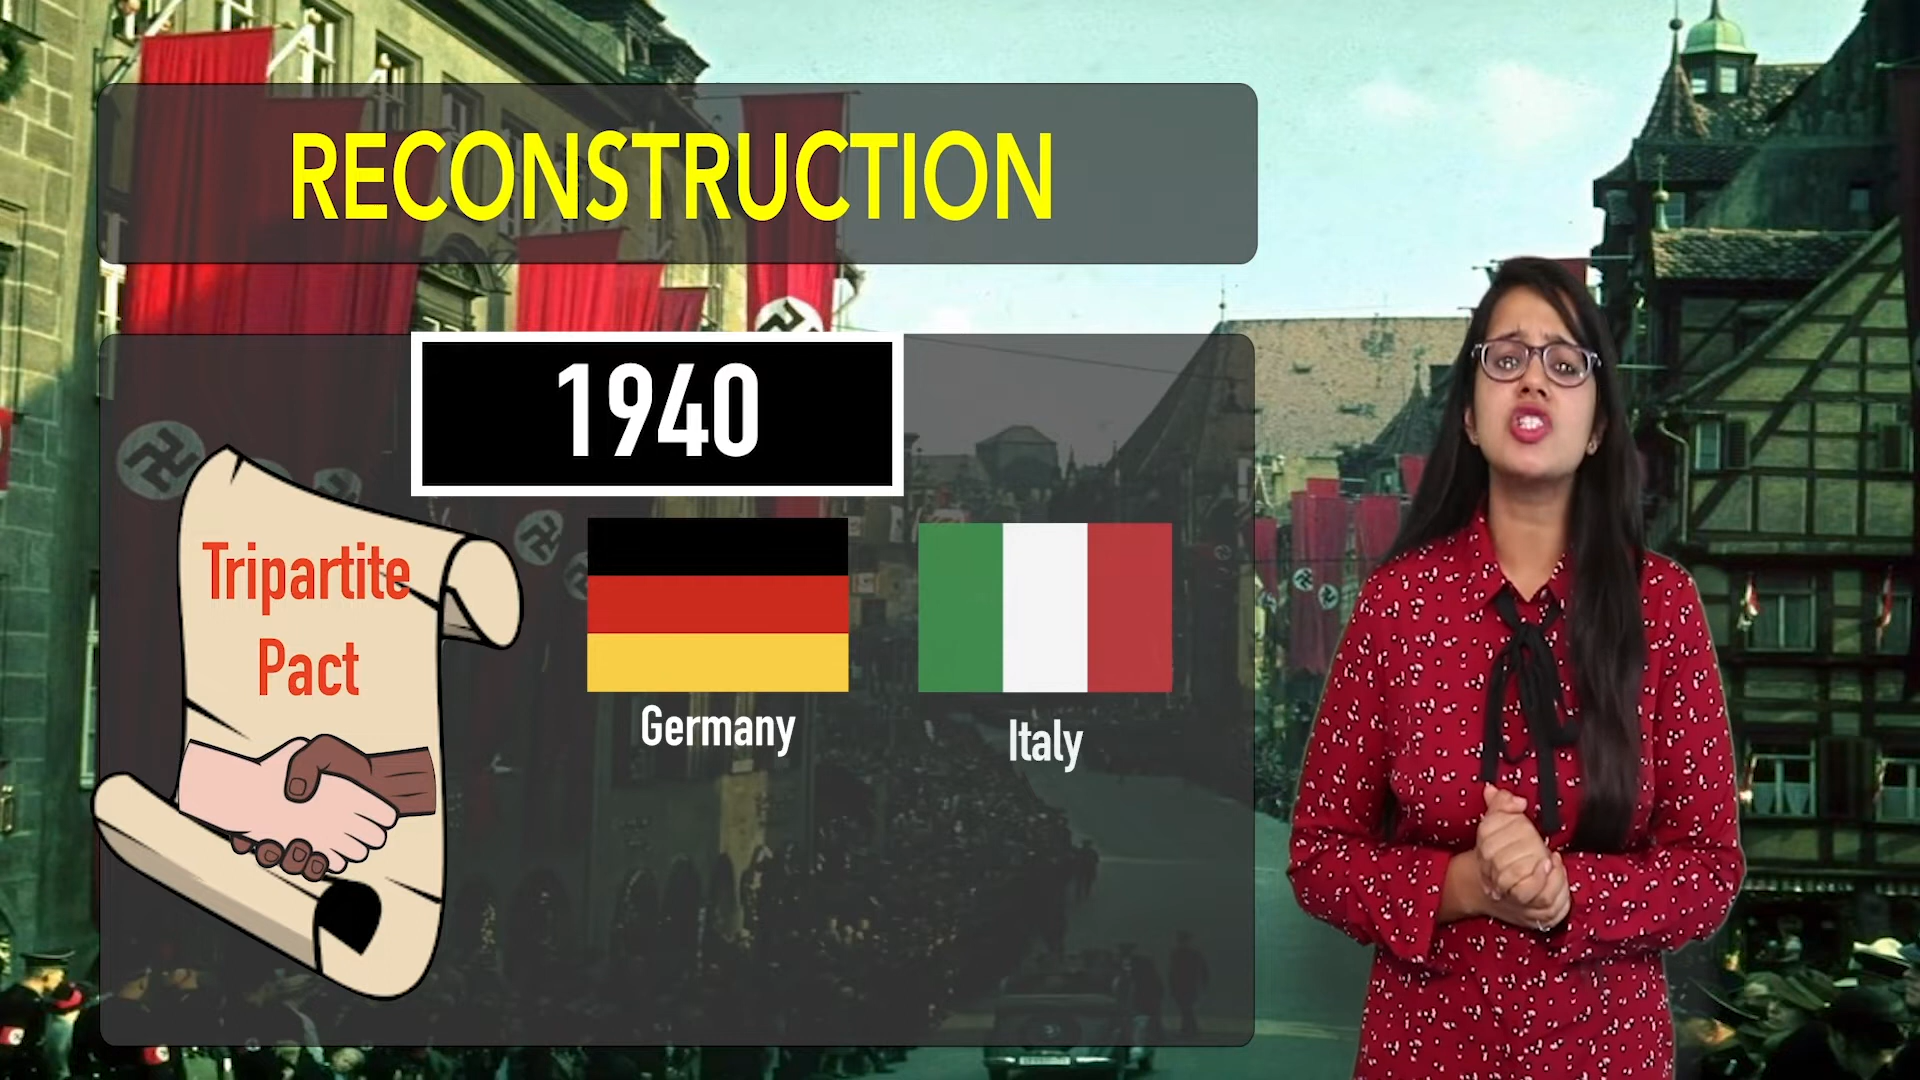 RECONSTRUCTION
1940
Tripartite
Pact
Germany
Italy